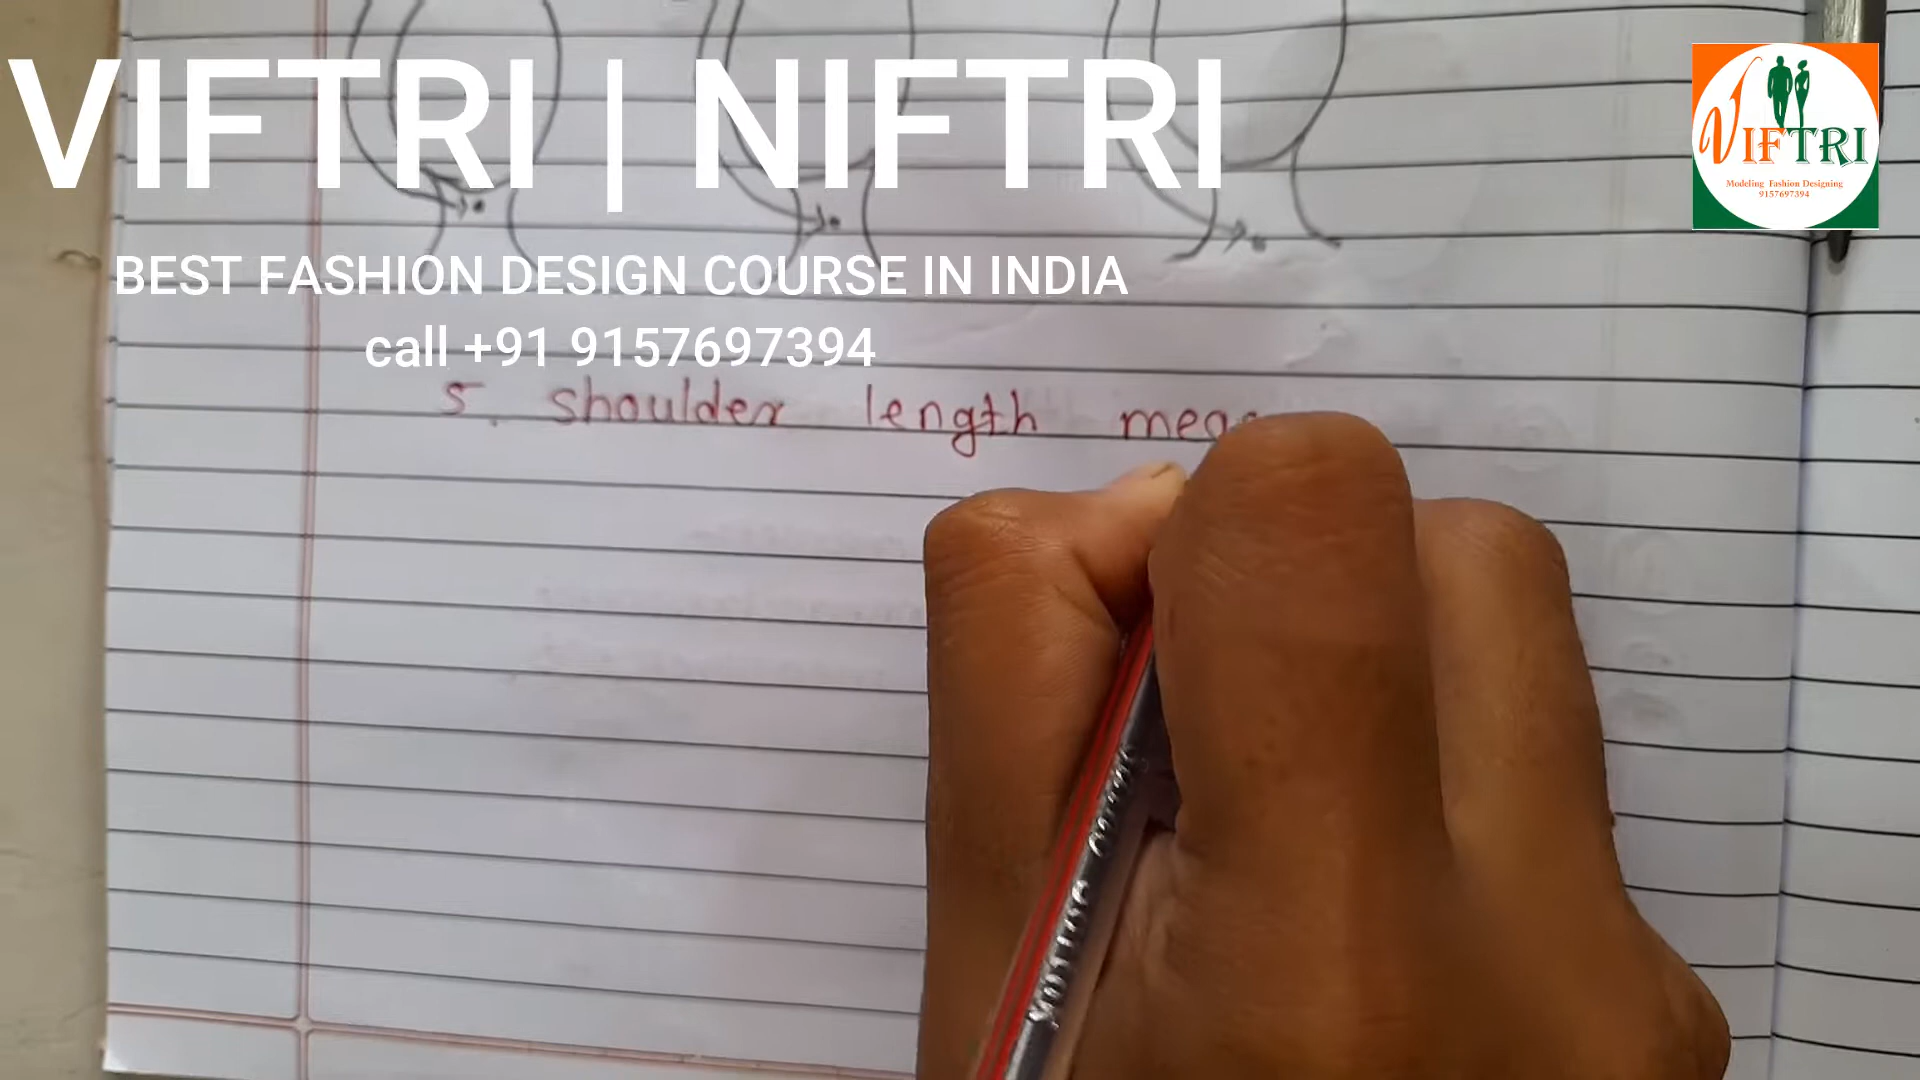 VIFTRI | NIFTRI
VIFTRI
Modeling Fashion Designing
9157697394
BEST FASHION DESIGN COURSE IN INDIA
call +91 9157697394
5. shoulder length meas